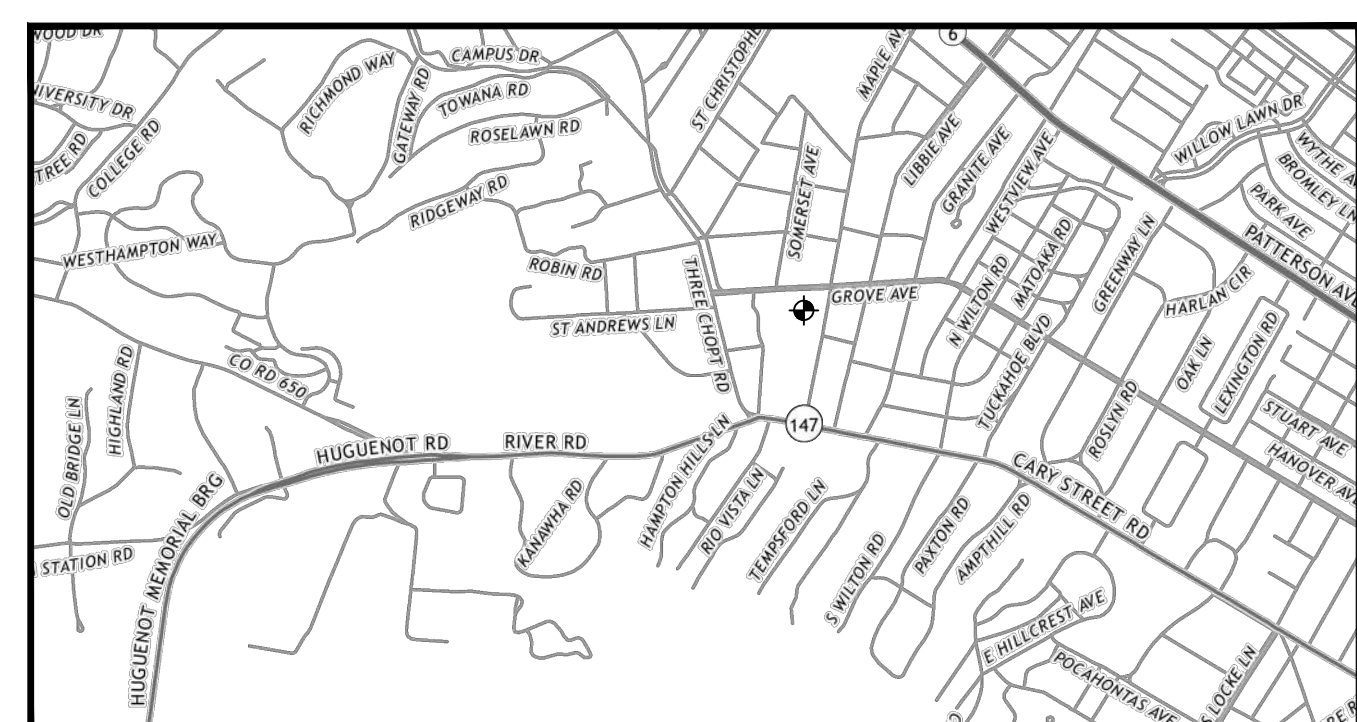 WOOD DR
6
CAMPUS DR
ST CHRISTOPHE
MAPLE AV
RICHMOND WAY
GATEWAY RD
TOWANA RD
NIVERSITY DR
ROSELAWN RD
LIBBIE AVE
GRANITE AVE
WESTVIEW AVE
WILLOW LAWN DR
WYTHE A
BROMLEY LN
TREE RD
COLLEGE RD
RIDGEWAY RD
SOMERSET AVE
PARK AVE
PATTERSON AVE
WESTHAMPTON WAY
ROBIN RD
THREE CHOPT RD
MATOAKA RD
GREENWAY LN
N WILTON RD
HARLAN CIR
GROVE AVE
ST ANDREWS LN
TUCKAHOE BLVD
OAK LN
LEXINGTON RD
HIGHLAND RD
CO RD 650
OLD BRIDGE LN
147
ROSLYN RD
STUART AVE
HUGUENOT RD
RIVER RD
HAMPTON HILLS LN
HANOVER AV
CARY STREET RD
KANAWHA RD
RIO VISTA LN
TEMPSFORD LN
PAXTON RD
AMPTHILL RD
STATION RD
HUGUENOT MEMORIAL BRG
S WILTON RD
E HILLCREST AVE
POCAHONTAS AVE
S LOCKE LN
RE R